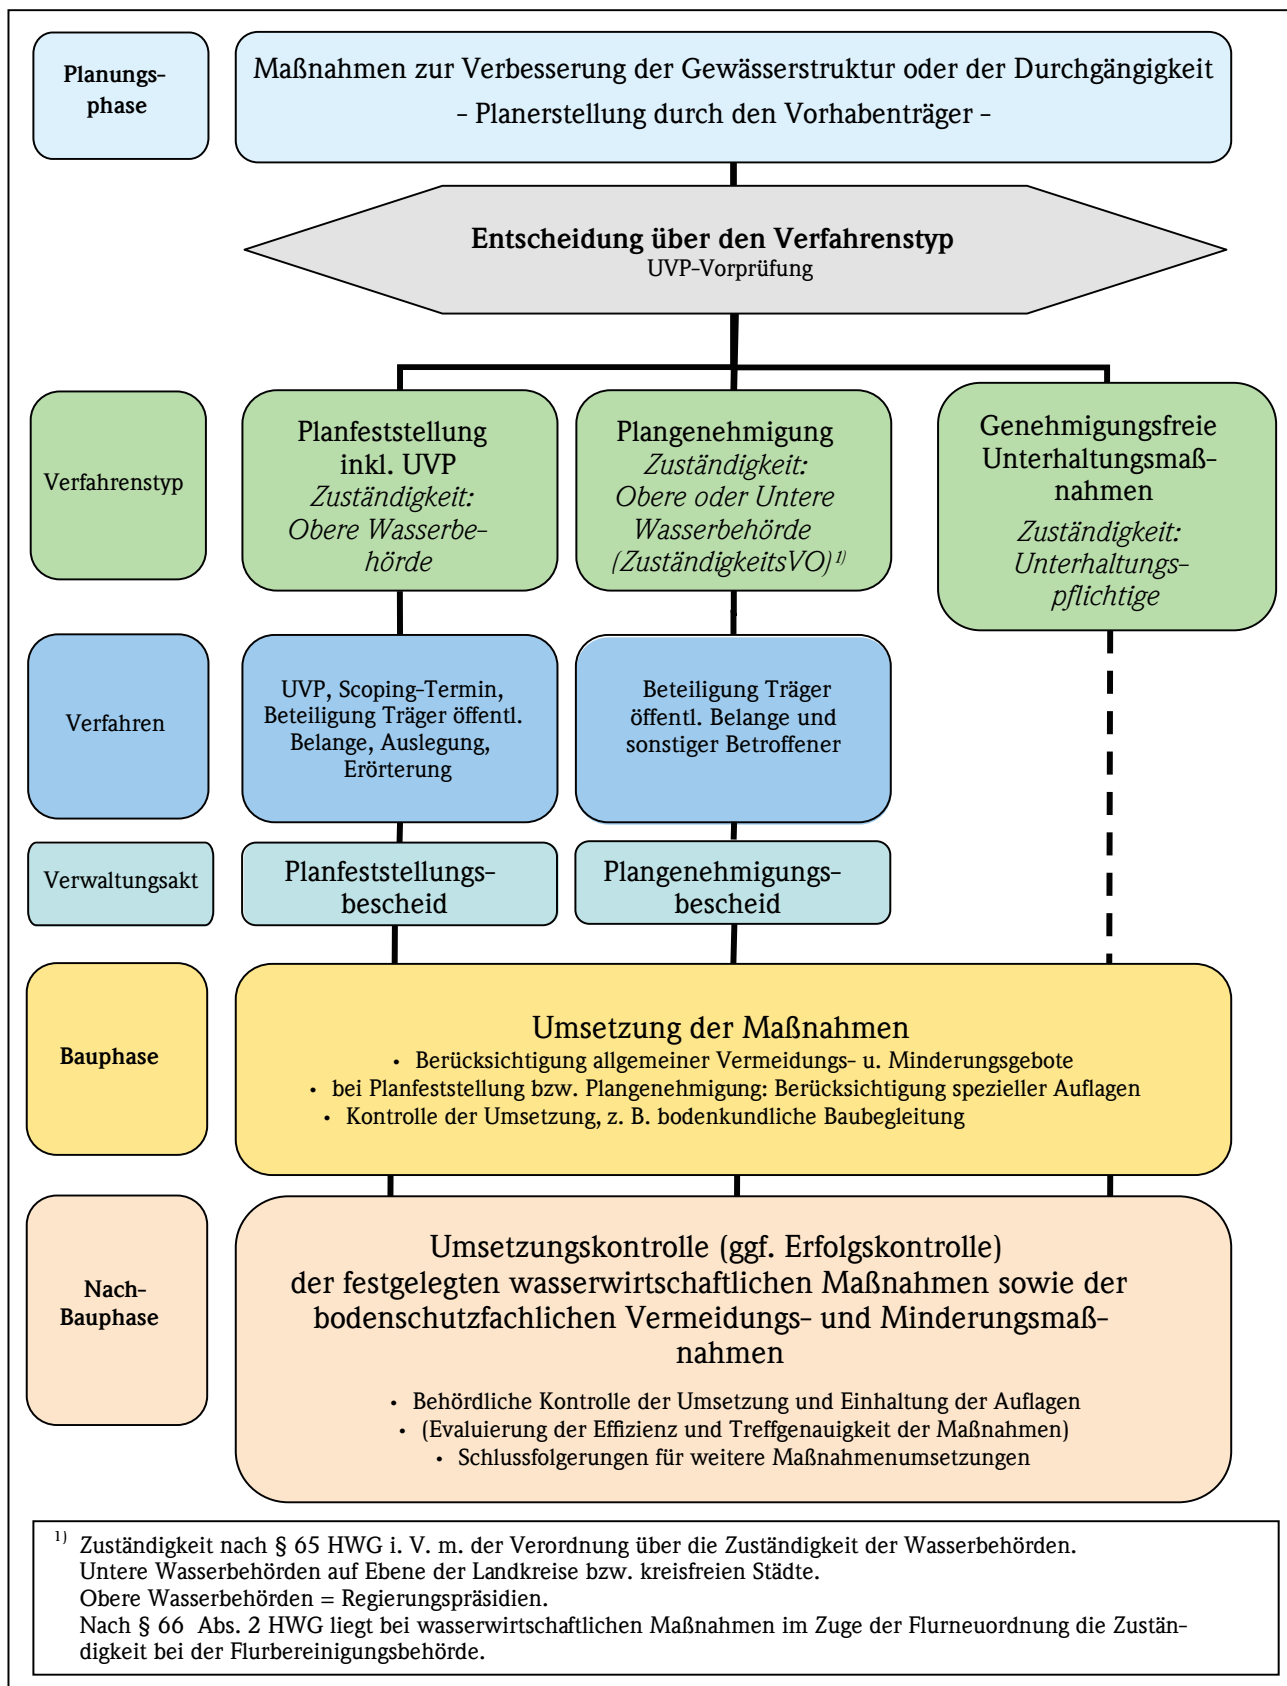 Planungs-
phase
Maßnahmen zur Verbesserung der Gewässerstruktur oder der Durchgängigkeit
- Planerstellung durch den Vorhabenträger -
Entscheidung über den Verfahrenstyp
UVP-Vorprüfung
Verfahrenstyp
Planfeststellung
inkl. UVP
Zuständigkeit:
Obere Wasserbe-
hörde
Plangenehmigung
Zuständigkeit:
Obere oder Untere
Wasserbehörde
(ZuständigkeitsVO)1)
Genehmigungsfreie
Unterhaltungsmaß-
nahmen
Zuständigkeit:
Unterhaltungs-
pflichtige
Verfahren
UVP, Scoping-Termin,
Beteiligung Träger öffentl.
Belange, Auslegung,
Erörterung
Beteiligung Träger
öffentl. Belange und
sonstiger Betroffener
Verwaltungsakt
Planfeststellungs-
bescheid
Plangenehmigungs-
bescheid
Bauphase
Umsetzung der Maßnahmen
• Berücksichtigung allgemeiner Vermeidungs- u. Minderungsgebote
• bei Planfeststellung bzw. Plangenehmigung: Berücksichtigung spezieller Auflagen
• Kontrolle der Umsetzung, z. B. bodenkundliche Baubegleitung
Nach-
Bauphase
Umsetzungskontrolle (ggf. Erfolgskontrolle)
der festgelegten wasserwirtschaftlichen Maßnahmen sowie der
bodenschutzfachlichen Vermeidungs- und Minderungsmaß-
nahmen
• Behördliche Kontrolle der Umsetzung und Einhaltung der Auflagen
• (Evaluierung der Effizienz und Treffgenauigkeit der Maßnahmen)
• Schlussfolgerungen für weitere Maßnahmenumsetzungen
1) Zuständigkeit nach § 65 HWG i. V. m. der Verordnung über die Zuständigkeit der Wasserbehörden.
Untere Wasserbehörden auf Ebene der Landkreise bzw. kreisfreien Städte.
Obere Wasserbehörden = Regierungspräsidien.
Nach § 66 Abs. 2 HWG liegt bei wasserwirtschaftlichen Maßnahmen im Zuge der Flurneuordnung die Zustän-
digkeit bei der Flurbereinigungsbehörde.